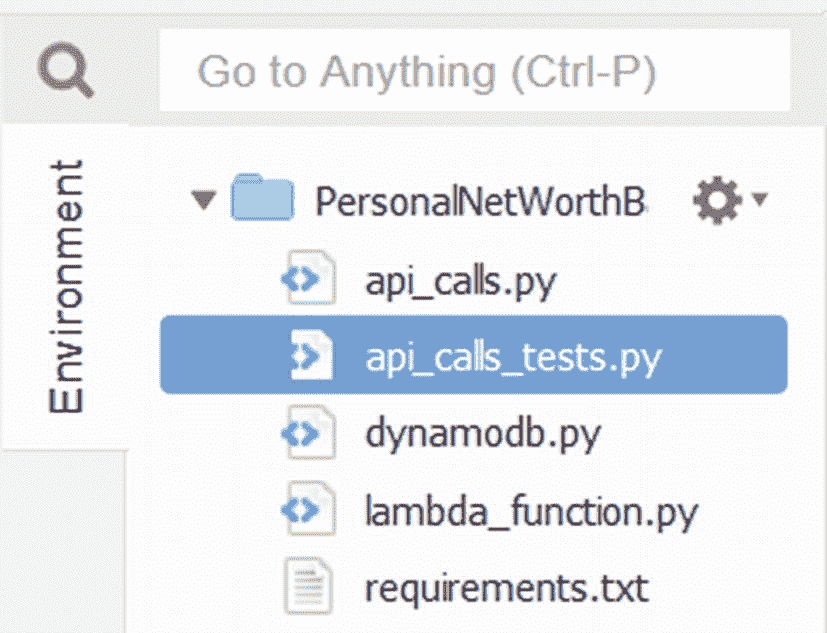 Go to Anything (Ctrl-P)
Environment
PersonalNetWorthB
api_calls.py
api_calls_tests.py
dynamodb.py
lambda_function.py
requirements.txt